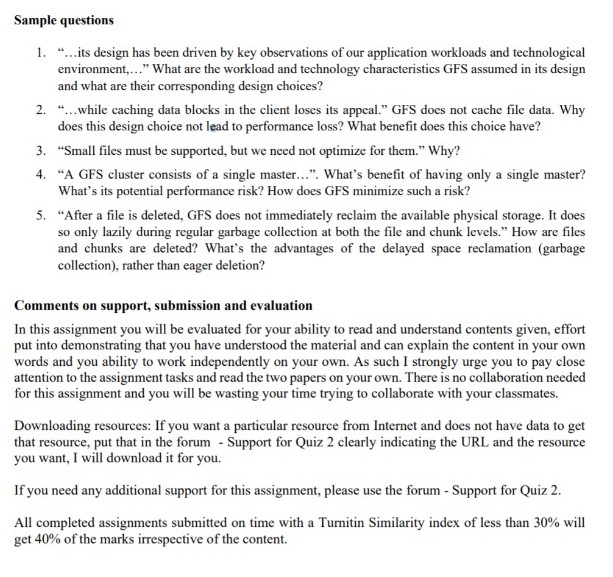 Sample questions
1. “…its design has been driven by key observations of our application workloads and technological
environment,…” What are the workload and technology characteristics GFS assumed in its design
and what are their corresponding design choices?
2. “…while caching data blocks in the client loses its appeal.” GFS does not cache file data. Why
does this design choice not lead to performance loss? What benefit does this choice have?
3. “Small files must be supported, but we need not optimize for them.” Why?
4. “A GFS cluster consists of a single master…”. What’s benefit of having only a single master?
What’s its potential performance risk? How does GFS minimize such a risk?
5. “After a file is deleted, GFS does not immediately reclaim the available physical storage. It does
so only lazily during regular garbage collection at both the file and chunk levels.” How are files
and chunks are deleted? What’s the advantages of the delayed space reclamation (garbage
collection), rather than eager deletion?
Comments on support, submission and evaluation
In this assignment you will be evaluated for your ability to read and understand contents given, effort
put into demonstrating that you have understood the material and can explain the content in your own
words and you ability to work independently on your own. As such I strongly urge you to pay close
attention to the assignment tasks and read the two papers on your own. There is no collaboration needed
for this assignment and you will be wasting your time trying to collaborate with your classmates.
Downloading resources: If you want a particular resource from Internet and does not have data to get
that resource, put that in the forum - Support for Quiz 2 clearly indicating the URL and the resource
you want, I will download it for you.
If you need any additional support for this assignment, please use the forum - Support for Quiz 2.
All completed assignments submitted on time with a Turnitin Similarity index of less than 30% will
get 40% of the marks irrespective of the content.